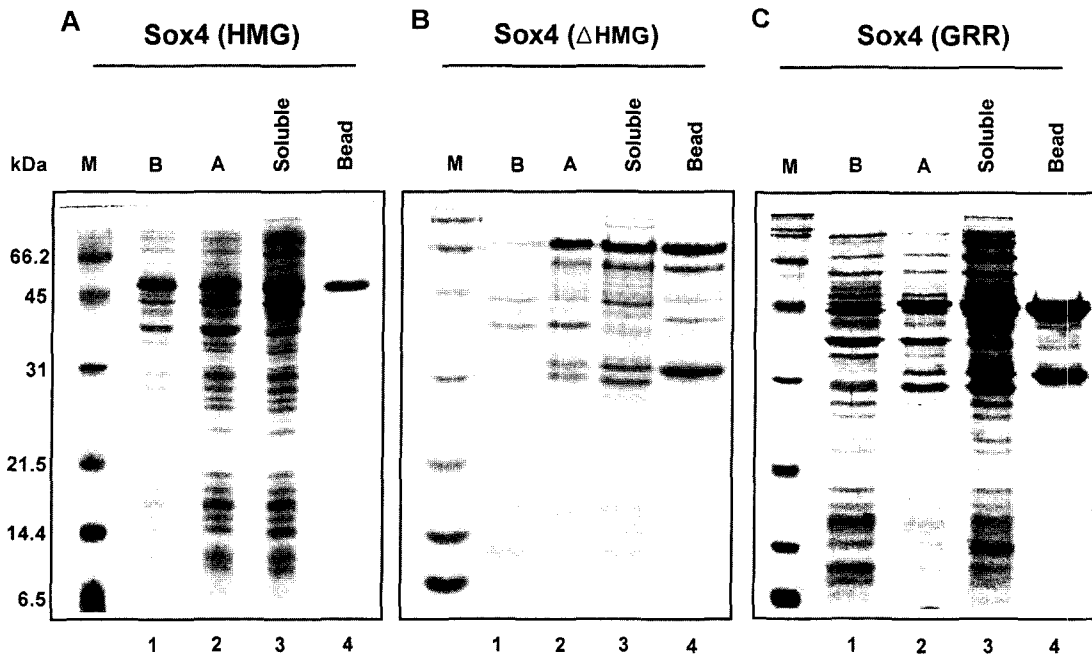 A
Sox4 (HMG)
B
Sox4 (△HMG)
C
Sox4 (GRR)
kDa M B A Soluble Bead
M B A Soluble Bead
M B A Soluble Bead
66.2
45
31
21.5
14.4
6.5
1 2 3 4
1 2 3 4
1 2 3 4